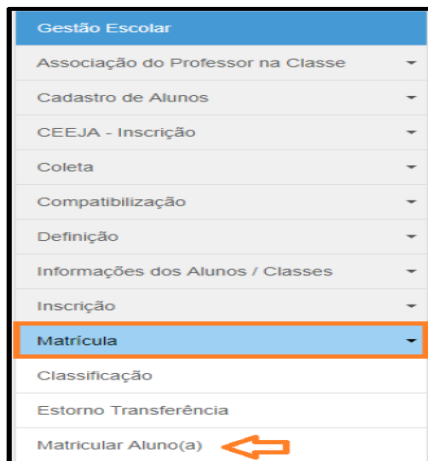 Gestão Escolar
Associação do Professor na Classe
Cadastro de Alunos
CEEJA - Inscrição
Coleta
Compatibilização
Definição
Informações dos Alunos / Classes
Inscrição
Matrícula
Classificação
Estorno Transferência
Matricular Aluno(a)